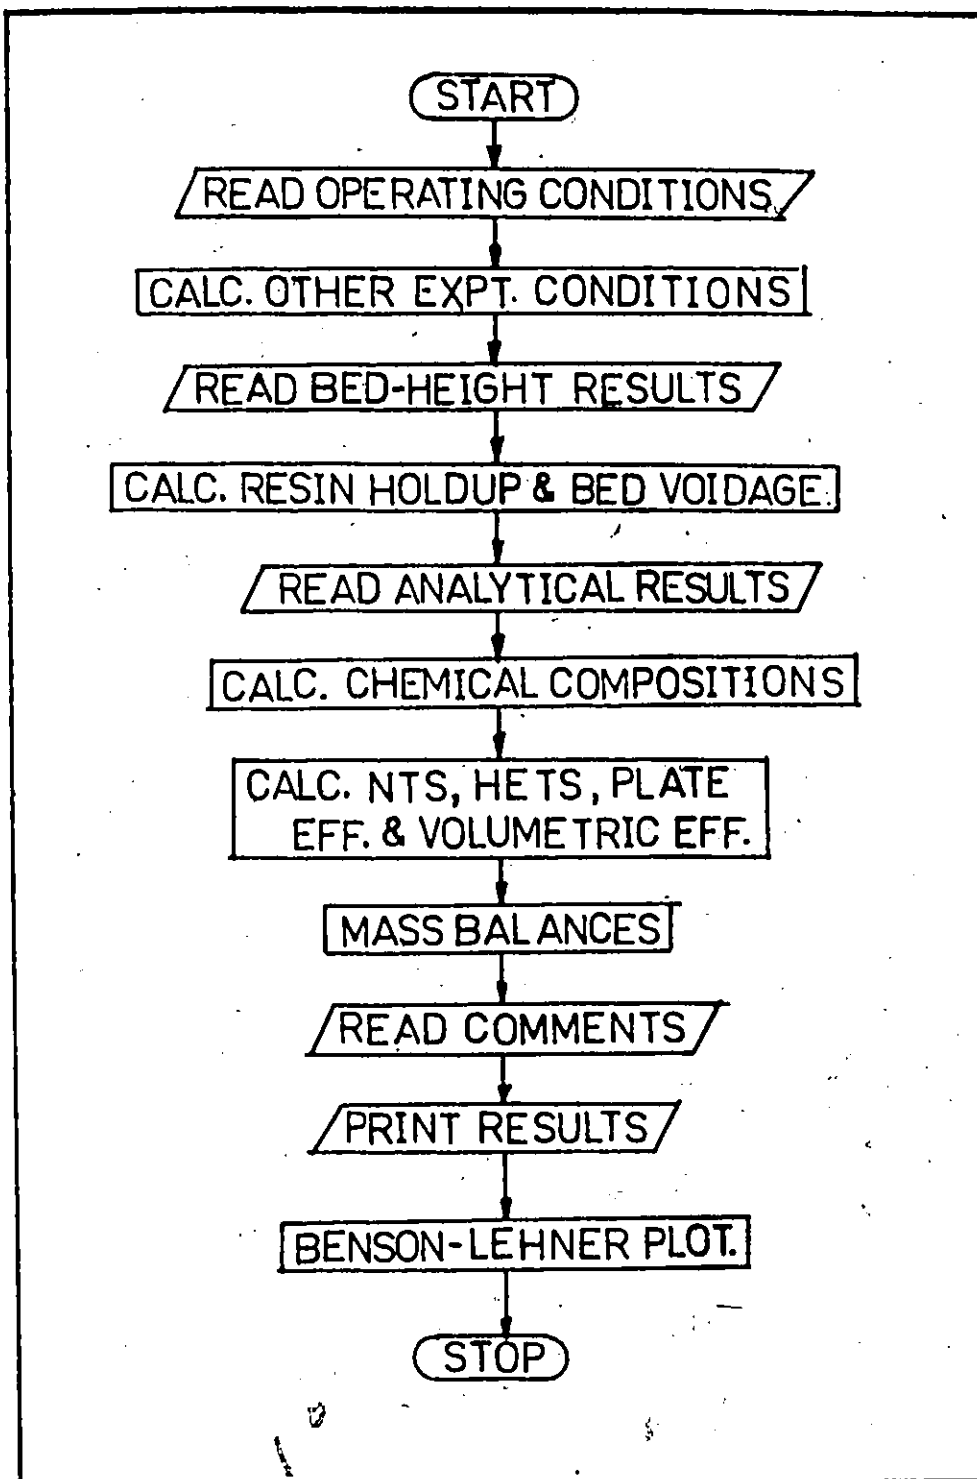 START
READ OPERATING CONDITIONS
CALC. OTHER EXPT. CONDITIONS
READ BED-HEIGHT RESULTS
CALC. RESIN HOLDUP & BED VOIDAGE.
READ ANALYTICAL RESULTS
CALC. CHEMICAL COMPOSITIONS
CALC. NTS, HETS, PLATE
EFF. & VOLUMETRIC EFF.
MASS BALANCES
READ COMMENTS
PRINT RESULTS
BENSON-LEHNER PLOT.
STOP